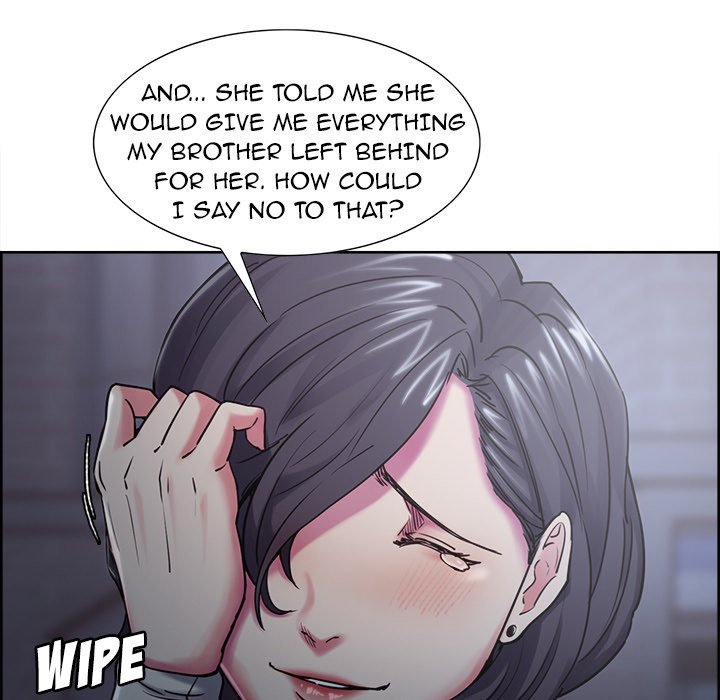 AND... SHE TOLD ME SHE
WOULD GIVE ME EVERYTHING
MY BROTHER LEFT BEHIND
FOR HER. HOW COULD
I SAY NO TO THAT?
WIPE